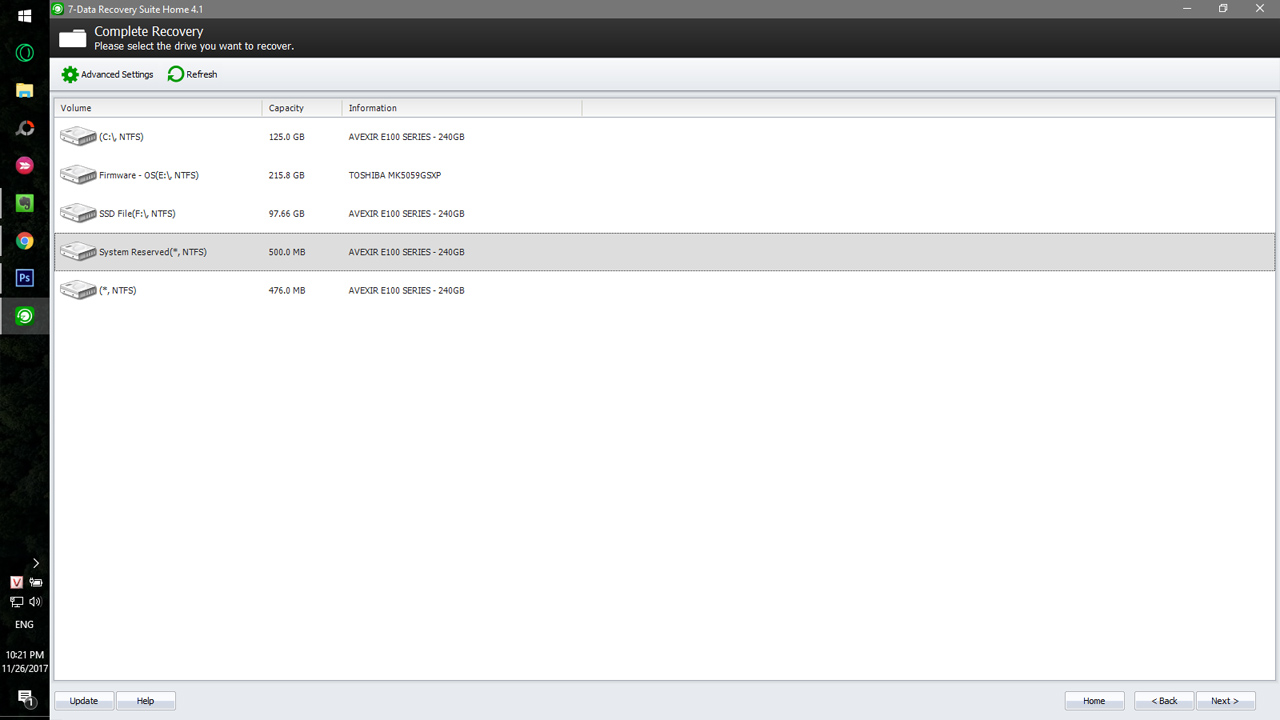 7-Data Recovery Suite Home 4.1
Complete Recovery
Please select the drive you want to recover.
Advanced Settings Refresh
Volume Capacity Information
(C:\, NTFS) 125.0 GB AVEXIR E100 SERIES - 240GB
Firmware - OS(E:\, NTFS) 215.8 GB TOSHIBA MK5059GSXP
SSD File(F:\, NTFS) 97.66 GB AVEXIR E100 SERIES - 240GB
System Reserved(*, NTFS) 500.0 MB AVEXIR E100 SERIES - 240GB
(*, NTFS) 476.0 MB AVEXIR E100 SERIES - 240GB
Ps
V
ENG
10:21 PM
11/26/2017
1
Update Help Home < Back Next >